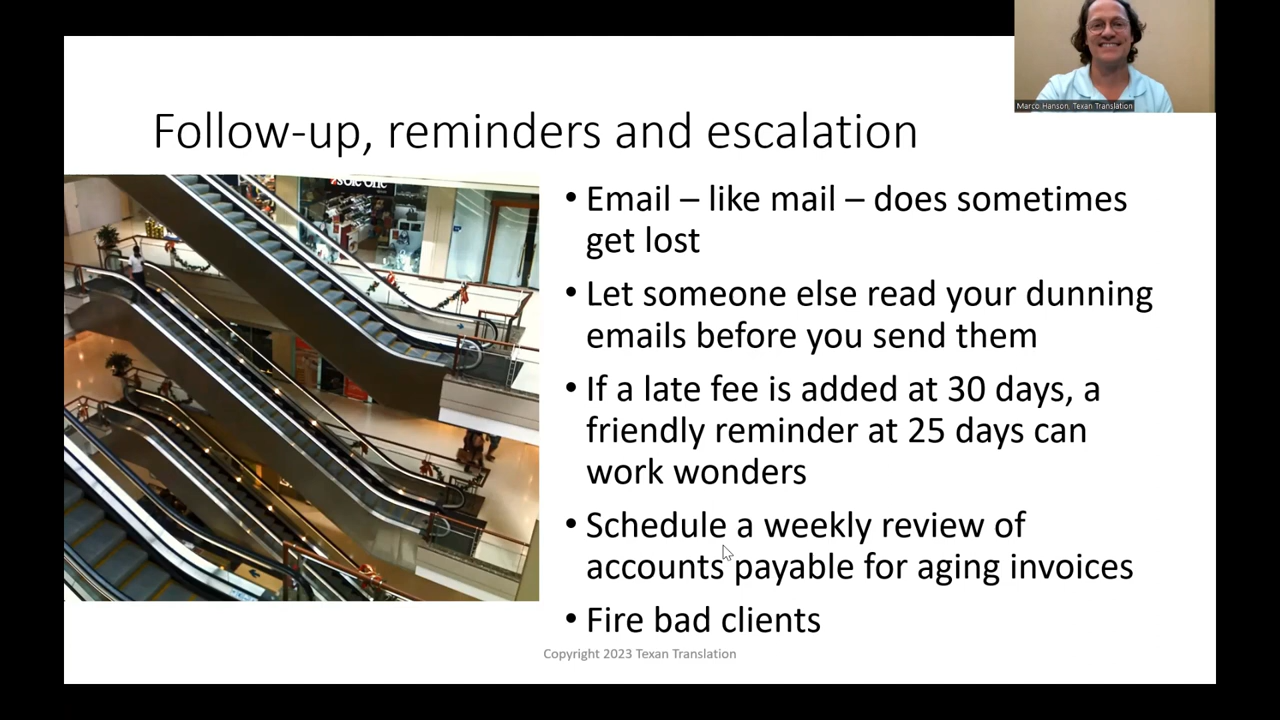 Marco Hanson, Texan Translation
Follow-up, reminders and escalation
• Email – like mail – does sometimes
get lost
• Let someone else read your dunning
emails before you send them
• If a late fee is added at 30 days, a
friendly reminder at 25 days can
work wonders
• Schedule a weekly review of
accounts payable for aging invoices
• Fire bad clients
Copyright 2023 Texan Translation